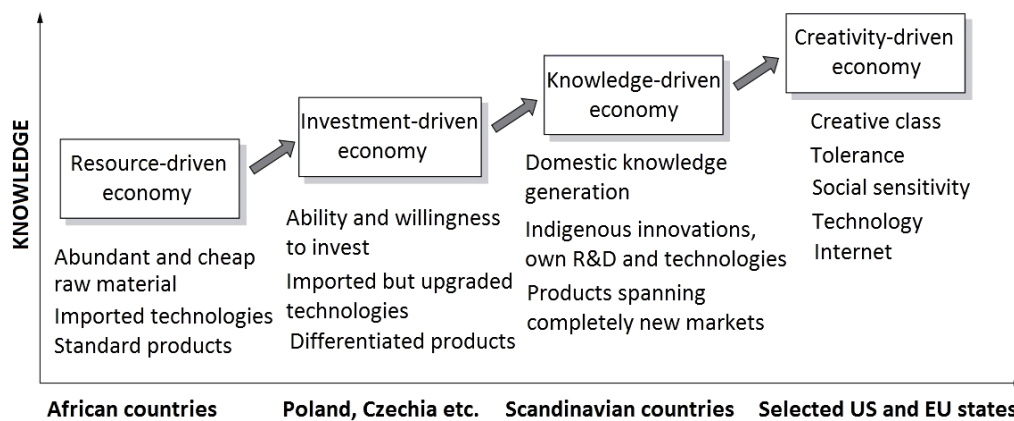 KNOWLEDGE
Resource-driven
economy
Abundant and cheap
raw material
Imported technologies
Standard products
African countries
Investment-driven
economy
Ability and willingness
to invest
Imported but upgraded
technologies
Differentiated products
Poland, Czechia etc.
Knowledge-driven
economy
Domestic knowledge
generation
Indigenous innovations,
own R&D and technologies
Products spanning
completely new markets
Scandinavian countries
Creativity-driven
economy
Creative class
Tolerance
Social sensitivity
Technology
Internet
Selected US and EU states